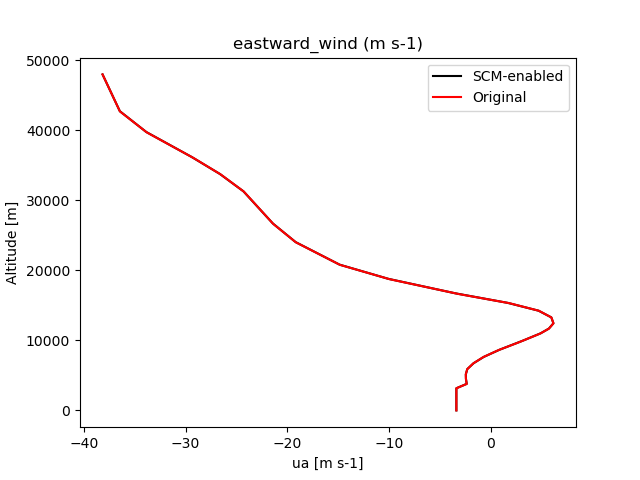 eastward_wind (m s-1)
SCM-enabled
Original
Altitude [m]
50000
40000
30000
20000
10000
0
−40
−30
−20
−10
0
ua [m s-1]